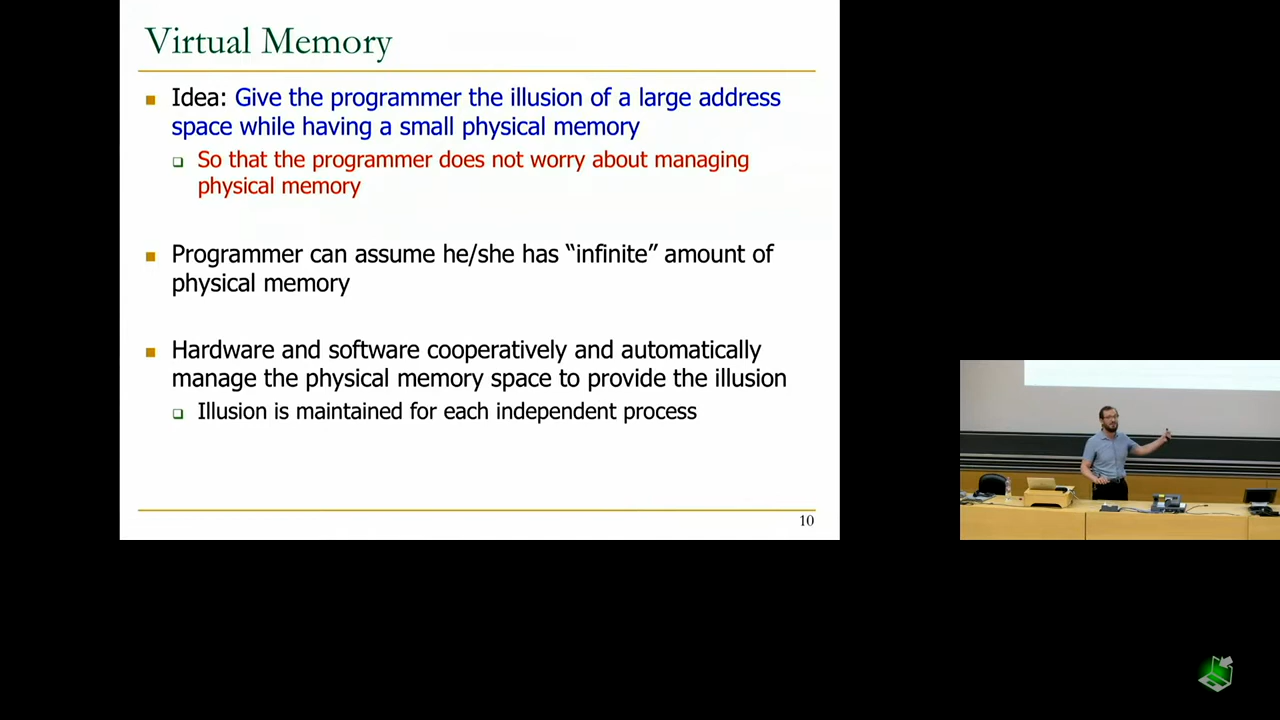 Virtual Memory
Idea: Give the programmer the illusion of a large address
space while having a small physical memory
So that the programmer does not worry about managing
physical memory
Programmer can assume he/she has “infinite” amount of
physical memory
Hardware and software cooperatively and automatically
manage the physical memory space to provide the illusion
Illusion is maintained for each independent process
10